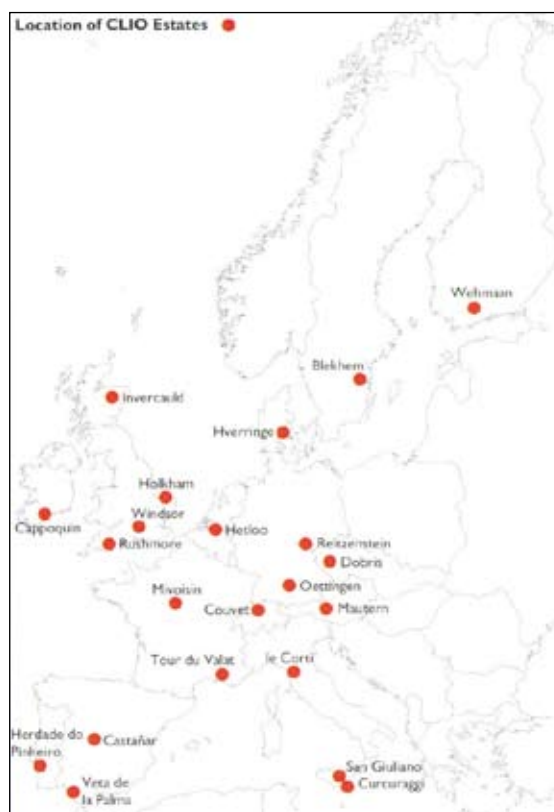 Location of CLIO Estates
Wehmaan
Blekhem
Invercauld
Hverringe
Holkham
Cappoquin
Windsor
Rushmore
Hetloo
Reitzenstein
Dobris
Oettingen
Mivoisin
Couvet
Mautern
Tour du Valat
le Corti
Herdade do
Pinheiro
Castañar
Veta de
la Palma
San Giuliano
Curcuraggi